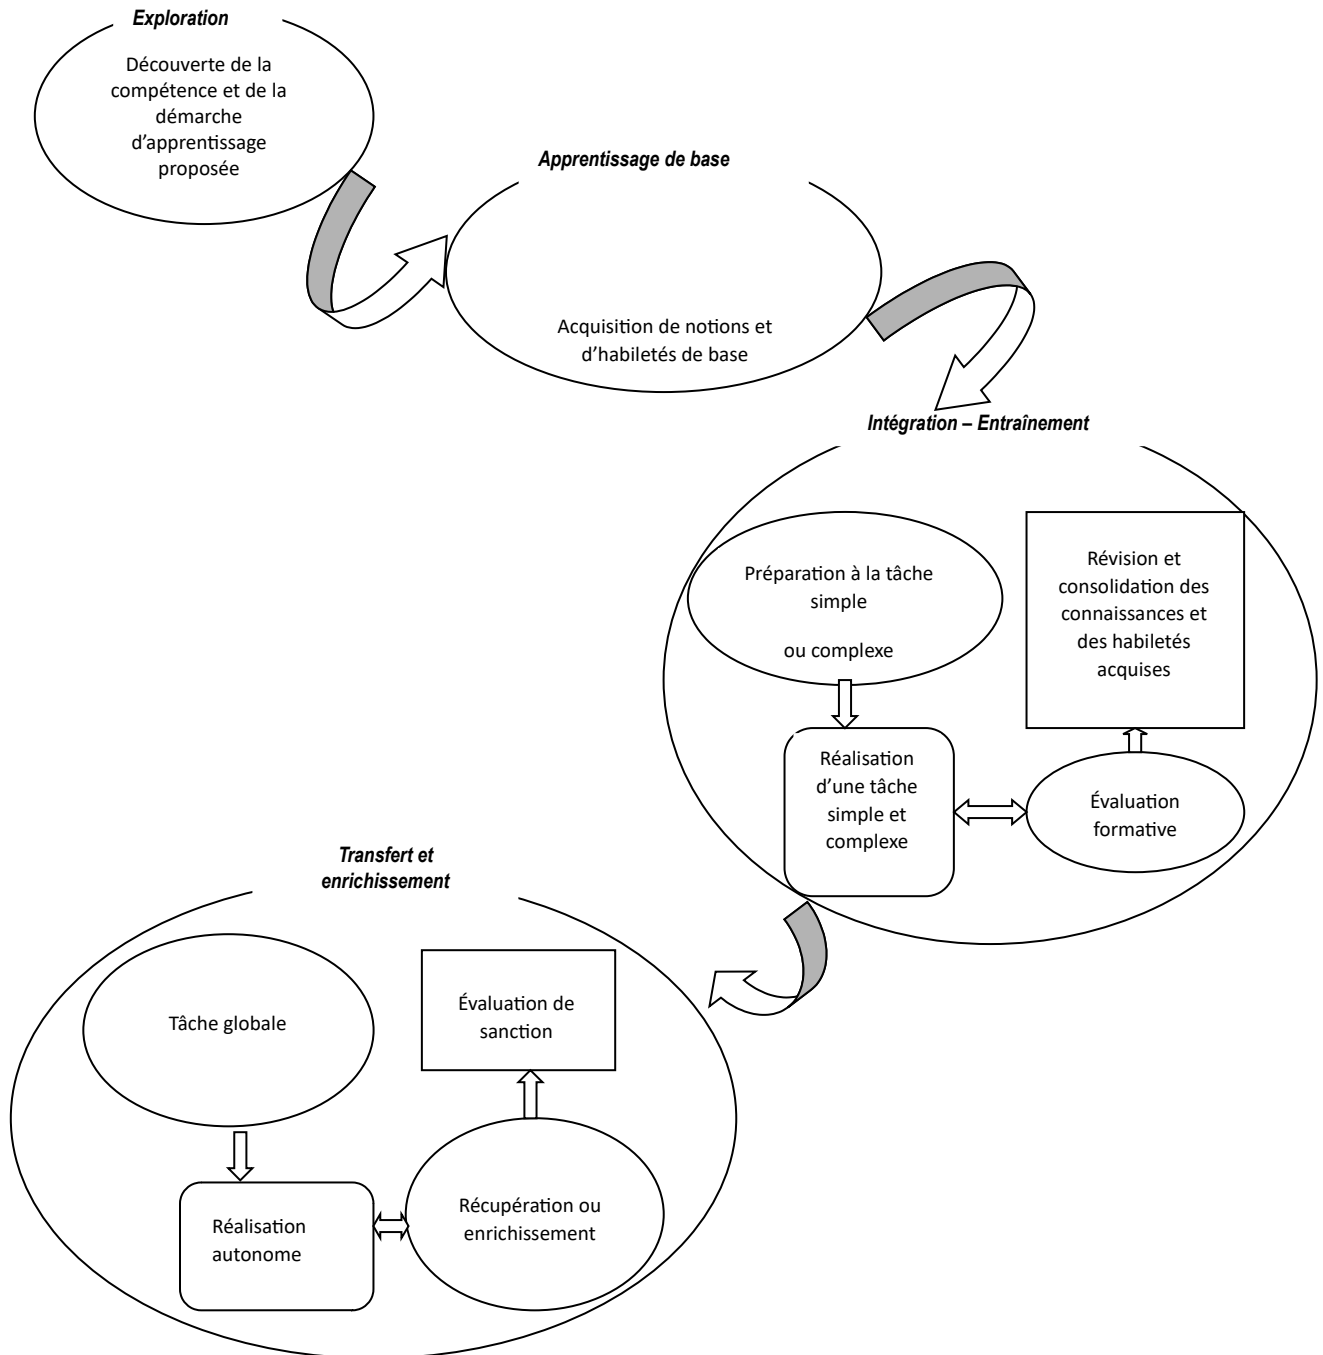 Exploration
Découverte de la
compétence et de la
démarche
d'apprentissage
proposée
Apprentissage de base
Acquisition de notions et
d'habiletés de base
Intégration – Entraînement
Préparation à la tâche
simple
ou complexe
Révision et
consolidation des
connaissances et
des habiletés
acquises
Réalisation
d'une tâche
simple et
complexe
Évaluation
formative
Transfert et
enrichissement
Tâche globale
Évaluation de
sanction
Réalisation
autonome
Récupération ou
enrichissement